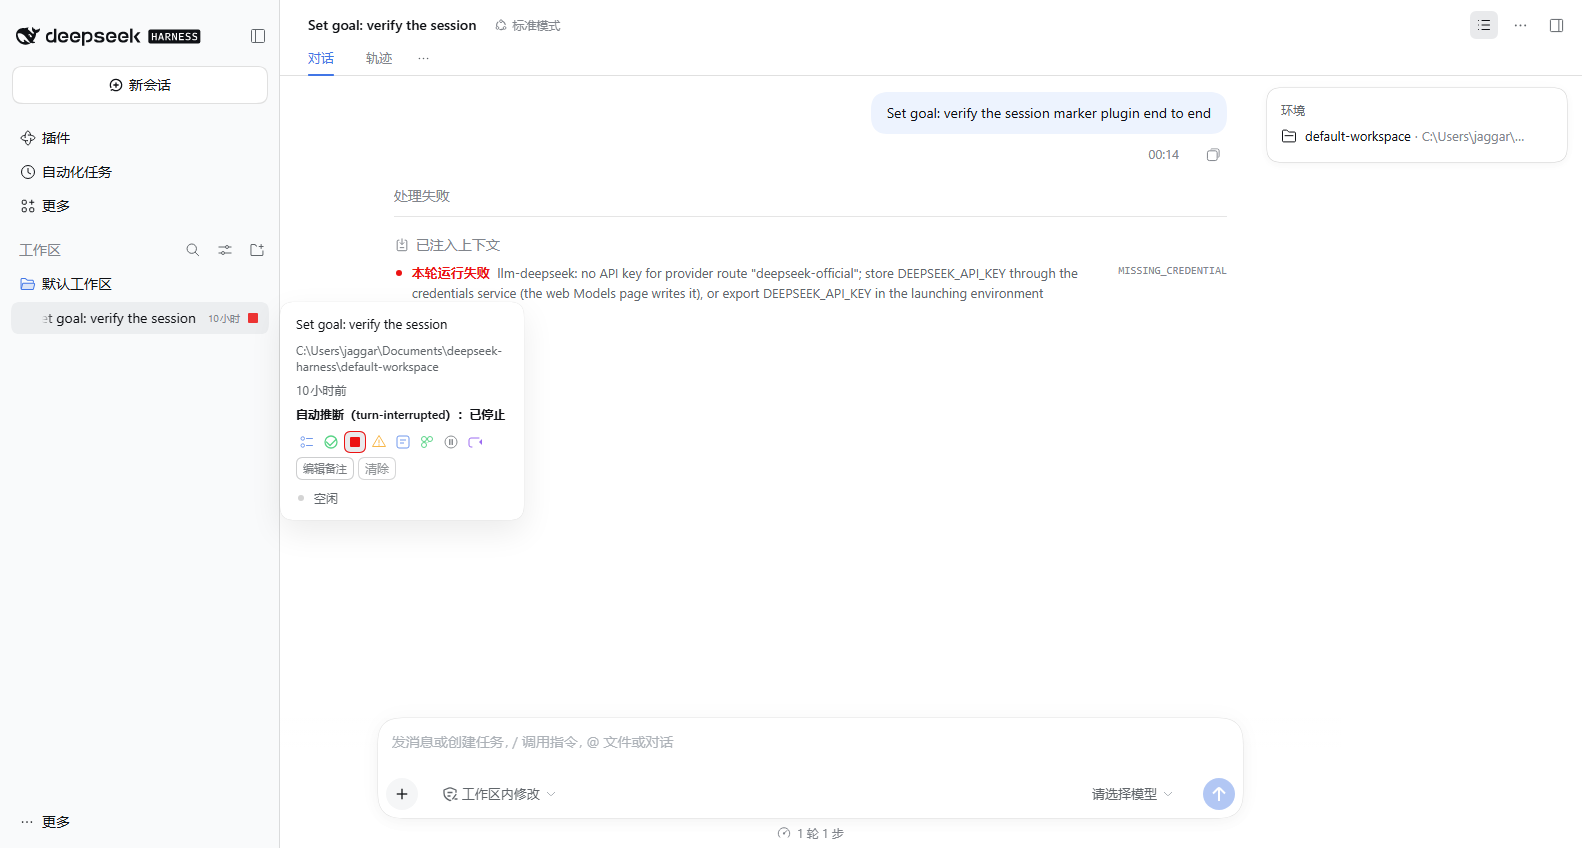 deepseek HARNESS
新会话
插件
自动化任务
更多
工作区
默认工作区
et goal: verify the session 10小时
更多
Set goal: verify the session 标准模式
对话 轨迹 ...
Set goal: verify the session marker plugin end to end
00:14
处理失败
已注入上下文
本轮运行失败 llm-deepseek: no API key for provider route "deepseek-official"; store DEEPSEEK_API_KEY through the MISSING_CREDENTIAL
credentials service (the web Models page writes it), or export DEEPSEEK_API_KEY in the launching environment
Set goal: verify the session
C:\Users\jaggar\Documents\deepseek-
harness\default-workspace
10小时前
自动推断（turn-interrupted）：已停止
编辑备注 清除
空闲
环境
default-workspace · C:\Users\jaggar\...
发消息或创建任务, / 调用指令, @ 文件或对话
工作区内修改 请选择模型
1 轮 1 步